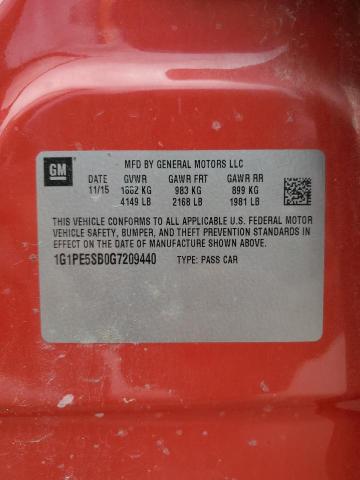 GM
MFD BY GENERAL MOTORS LLC
DATE GVWR GAWR FRT GAWR RR
11/15 1882 KG 983 KG 899 KG
4149 LB 2168 LB 1981 LB
THIS VEHICLE CONFORMS TO ALL APPLICABLE U.S. FEDERAL MOTOR
VEHICLE SAFETY, BUMPER, AND THEFT PREVENTION STANDARDS IN
EFFECT ON THE DATE OF MANUFACTURE SHOWN ABOVE.
1G1PE5SB0G7209440 TYPE: PASS CAR